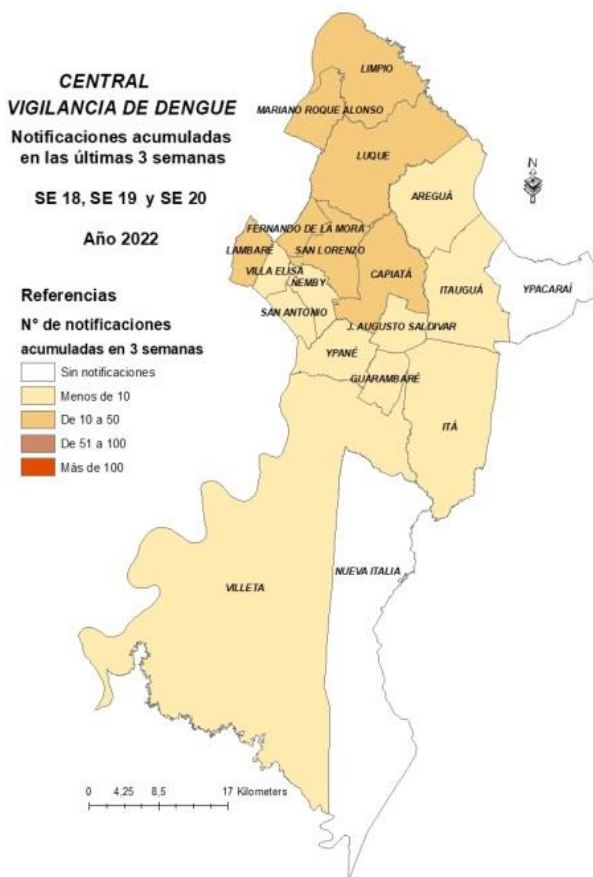 CENTRAL
VIGILANCIA DE DENGUE
Notificaciones acumuladas
en las últimas 3 semanas
SE 18, SE 19 y SE 20
Año 2022
Referencias
N° de notificaciones
acumuladas en 3 semanas
Sin notificaciones
Menos de 10
De 10 a 50
De 51 a 100
Más de 100
LIMPIO
MARIANO ROQUE ALONSO
LUQUE
N
AREGUÁ
FERNANDO DE LA MORA
LAMBARÉ
SAN LORENZO
VILLA ELISA
CAPIATÁ
ÑEMBY
ITAUGUÁ
YPACARAÍ
SAN ANTONIO
J. AUGUSTO SALDIVAR
YPANÉ
GUARAMBARÉ
ITÁ
NUEVA ITALIA
VILLETA
0 4,25 8,5 17 Kilometers